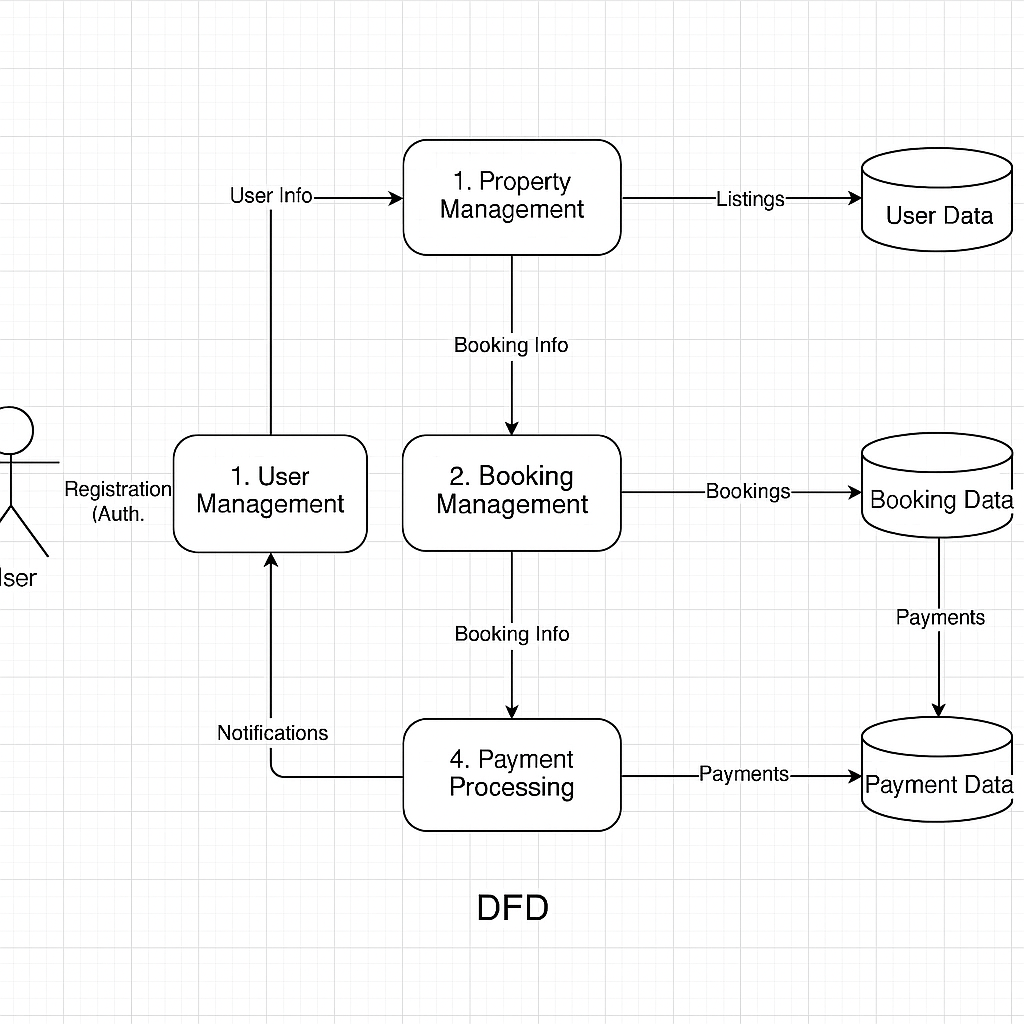 User Info
1. Property
Management
Listings
User Data
Booking Info
Registration
(Auth.
1. User
Management
2. Booking
Management
Bookings
Booking Data
lser
Booking Info
Payments
Notifications
4. Payment
Processing
Payments
Payment Data
DFD